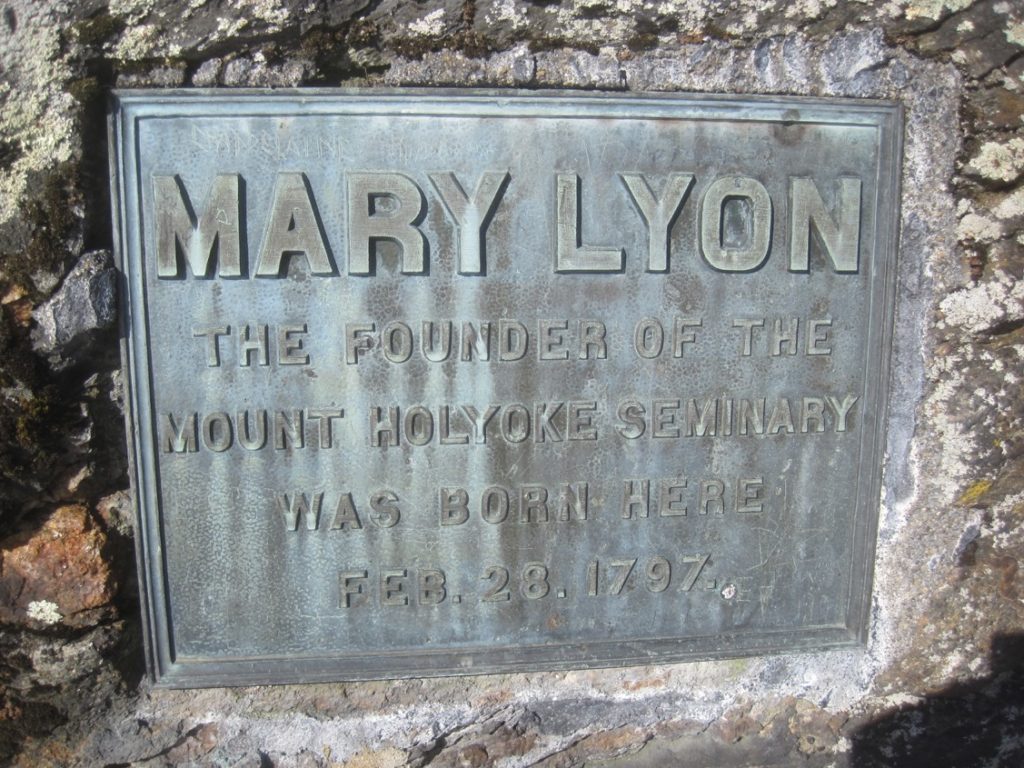 MARY LYON
THE FOUNDER OF THE
MOUNT HOLYOKE SEMINARY
WAS BORN HERE
FEB. 28. 1797.